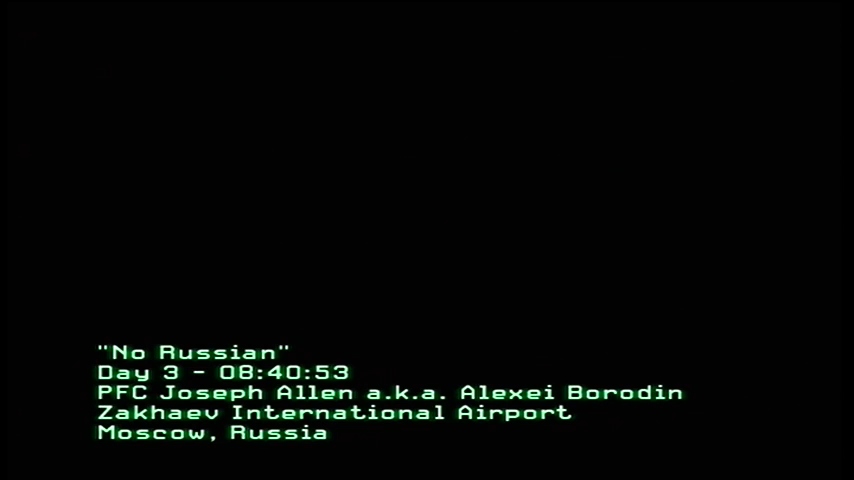 "No Russian"
Day 3 - 08:40:53
PFC Joseph Allen a.k.a. Alexei Borodin
Zakhaev International Airport
Moscow, Russia